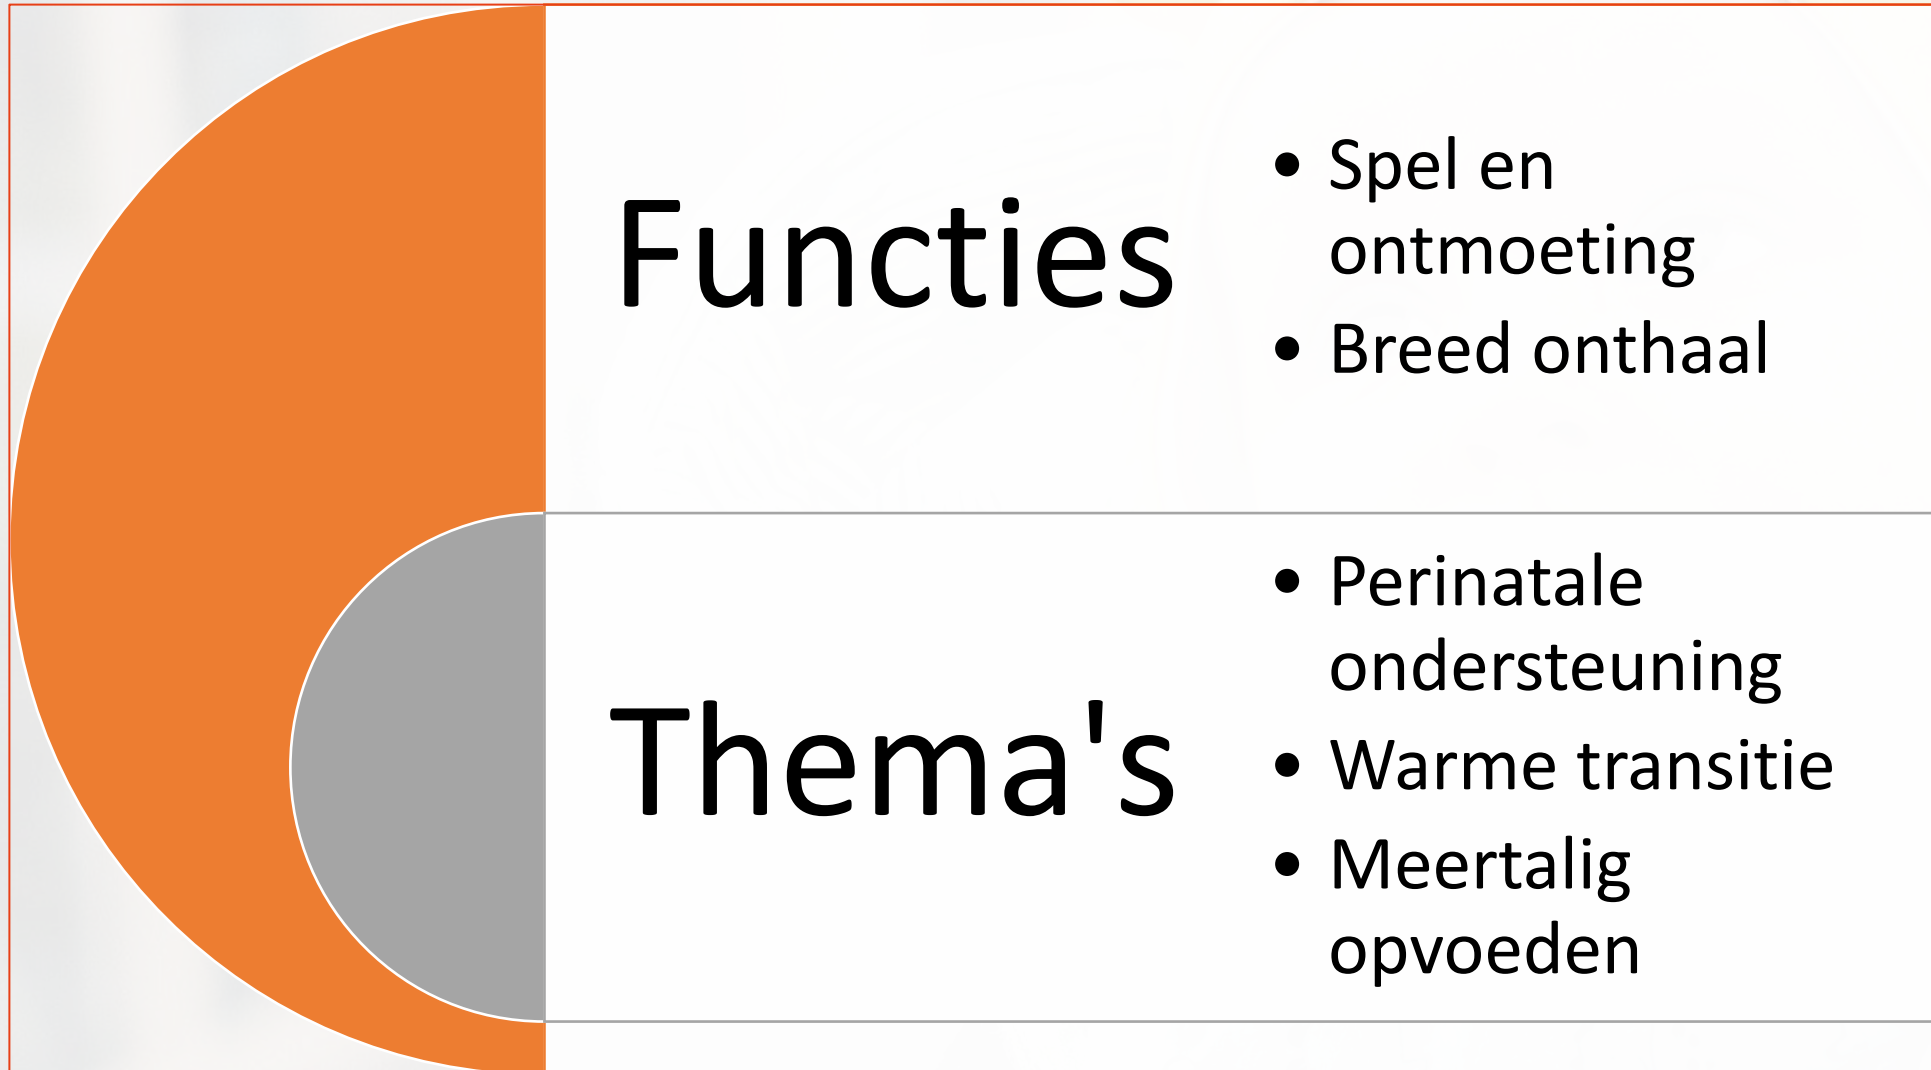 Functies
• Spel en
ontmoeting
• Breed onthaal
Thema's
• Perinatale
ondersteuning
• Warme transitie
• Meertalig
opvoeden